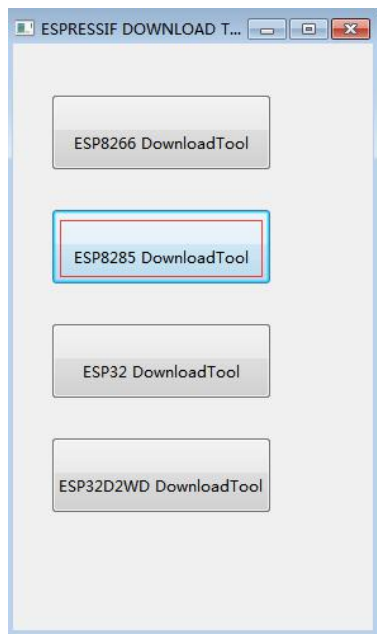 ESPRESSIF DOWNLOAD T...
ESP8266 DownloadTool
ESP8285 DownloadTool
ESP32 DownloadTool
ESP32D2WD DownloadTool